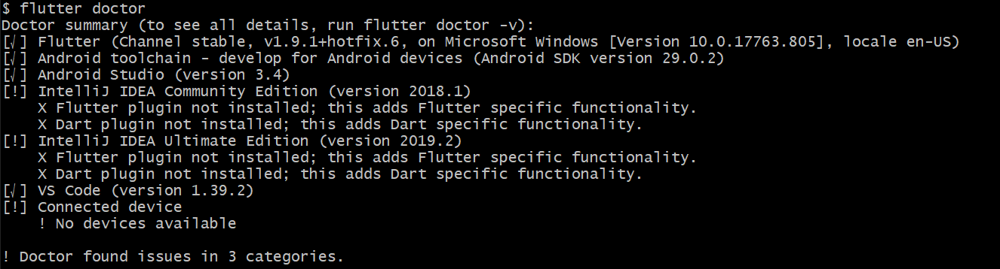 $ flutter doctor
Doctor summary (to see all details, run flutter doctor -v):
[√] Flutter (Channel stable, v1.9.1+hotfix.6, on Microsoft Windows [Version 10.0.17763.805], locale en-US)
[√] Android toolchain - develop for Android devices (Android SDK version 29.0.2)
[√] Android Studio (version 3.4)
[!] IntelliJ IDEA Community Edition (version 2018.1)
    X Flutter plugin not installed; this adds Flutter specific functionality.
    X Dart plugin not installed; this adds Dart specific functionality.
[!] IntelliJ IDEA Ultimate Edition (version 2019.2)
    X Flutter plugin not installed; this adds Flutter specific functionality.
    X Dart plugin not installed; this adds Dart specific functionality.
[√] VS Code (version 1.39.2)
[!] Connected device
    ! No devices available
! Doctor found issues in 3 categories.